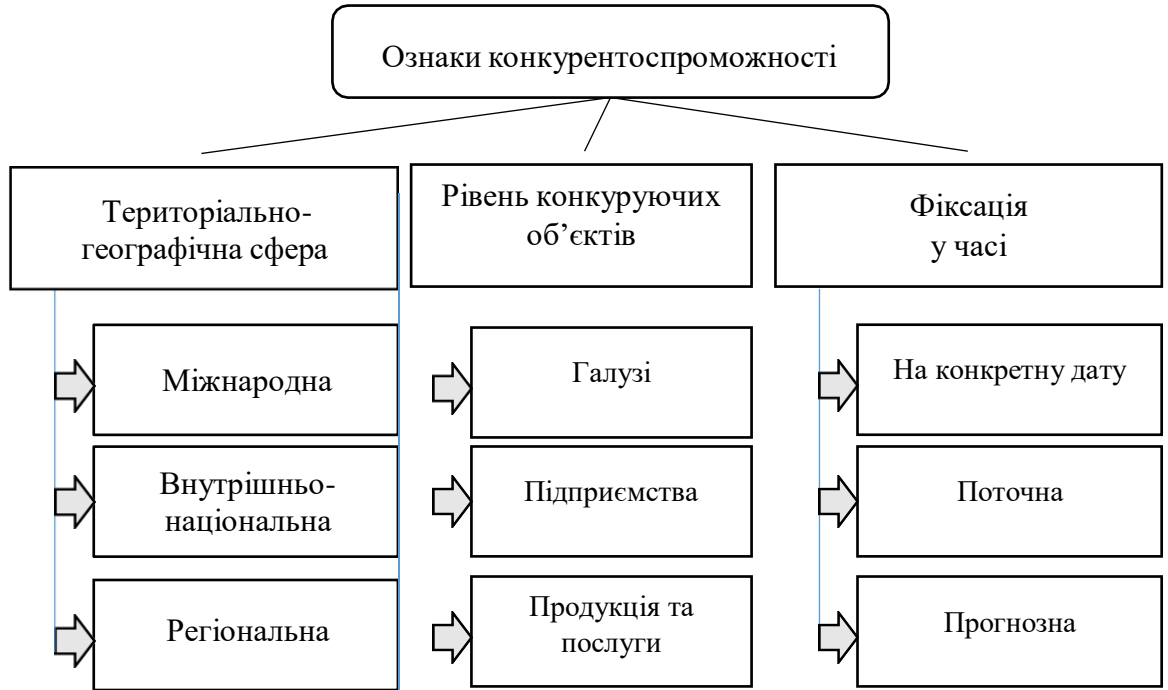 Ознаки конкурентоспроможності
Територіально-
географічна сфера
Міжнародна
Внутрішньо-
національна
Регіональна
Рівень конкуруючих
об’єктів
Галузі
Підприємства
Продукція та
послуги
Фіксація
у часі
На конкретну дату
Поточна
Прогнозна